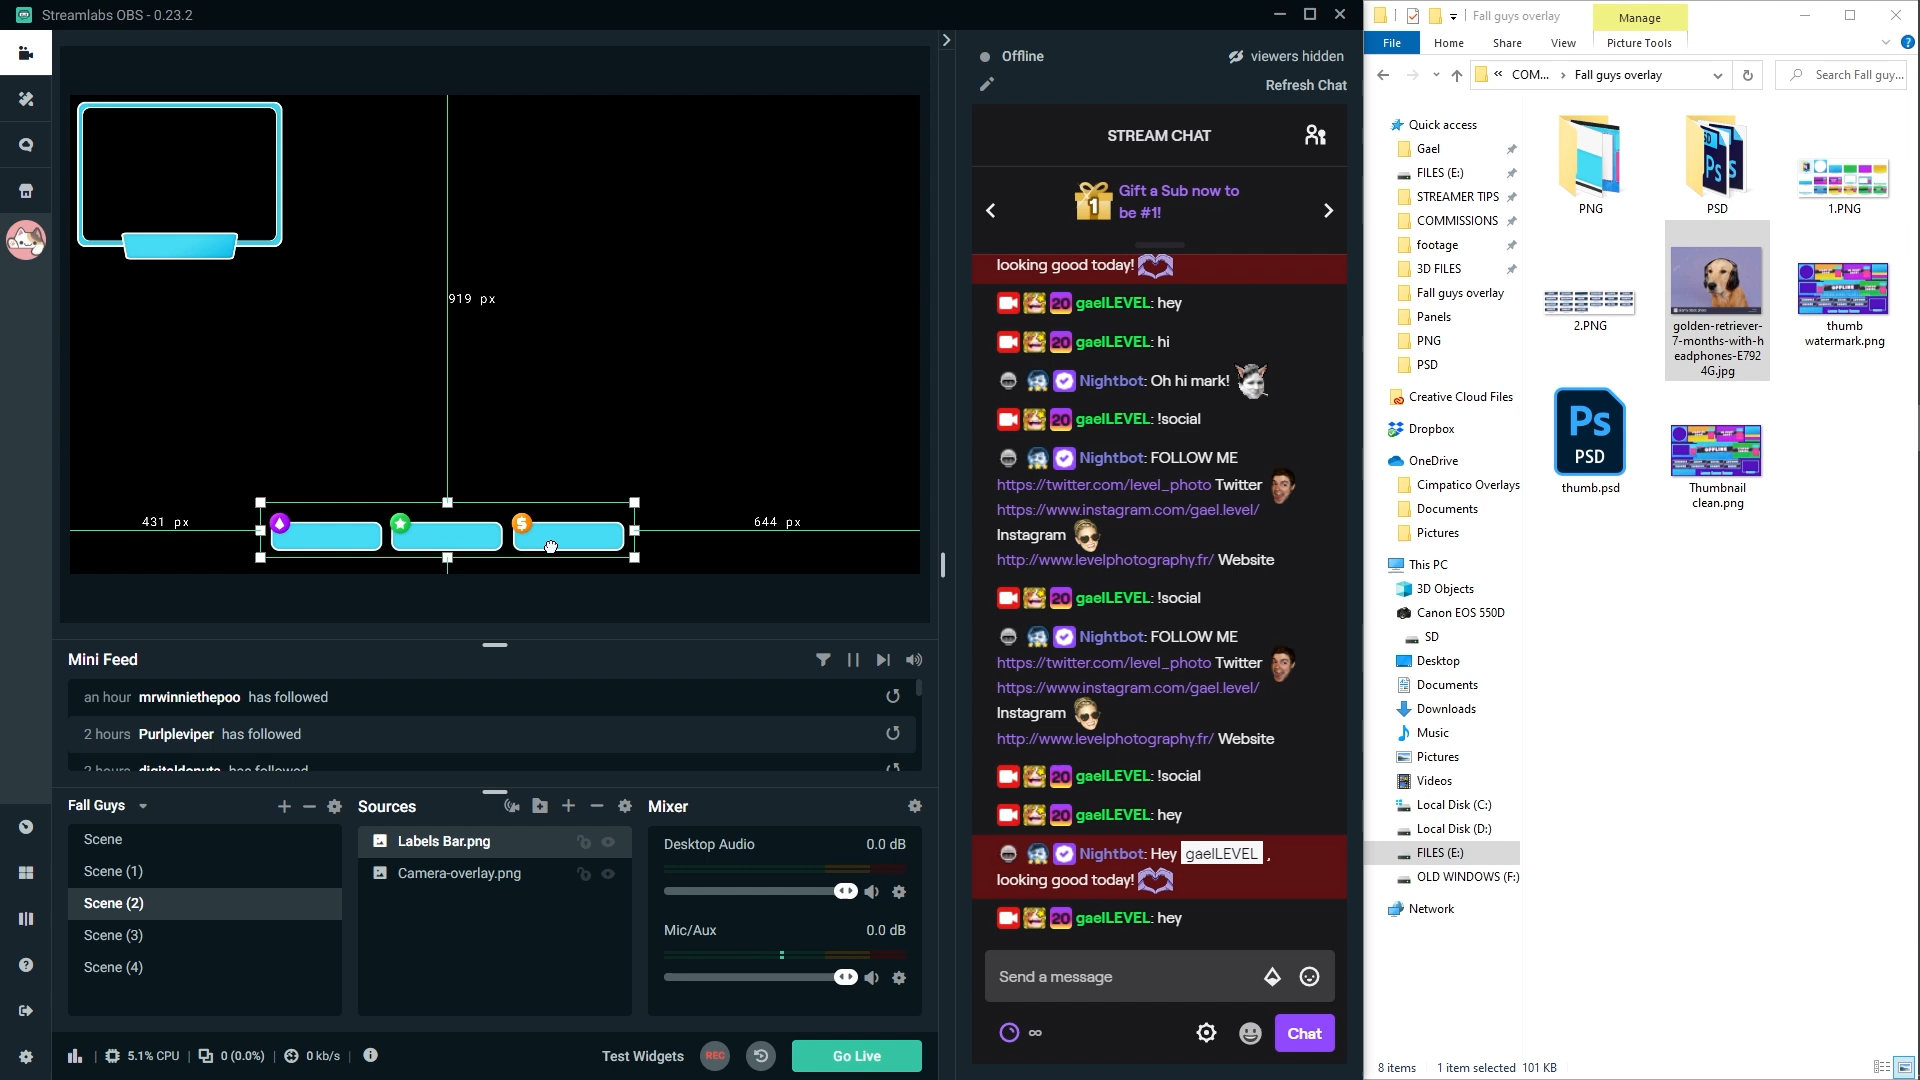 Streamlabs OBS - 0.23.2
919 px
431 px
644 px
Mini Feed
an hour mrwinniethepoo has followed
2 hours Purlpleviper has followed
2 hours digitaldonuts has followed
Fall Guys
Scene
Scene (1)
Scene (2)
Scene (3)
Scene (4)
Sources
Labels Bar.png
Camera-overlay.png
Mixer
Desktop Audio 0.0 dB
Mic/Aux 0.0 dB
5.1% CPU 0 (0.0%) 0 kb/s
Test Widgets REC Go Live
Offline viewers hidden
Refresh Chat
STREAM CHAT
1 Gift a Sub now to
be #1!
looking good today!
20 gaelLEVEL: hey
20 gaelLEVEL: hi
Nightbot: Oh hi mark!
20 gaelLEVEL: !social
Nightbot: FOLLOW ME
https://twitter.com/level_photo Twitter
https://www.instagram.com/gael.level/
Instagram
http://www.levelphotography.fr/ Website
20 gaelLEVEL: !social
Nightbot: FOLLOW ME
https://twitter.com/level_photo Twitter
https://www.instagram.com/gael.level/
Instagram
http://www.levelphotography.fr/ Website
20 gaelLEVEL: !social
20 gaelLEVEL: hey
Nightbot: Hey gaelLEVEL ,
looking good today!
20 gaelLEVEL: hey
Send a message
∞ Chat
Fall guys overlay
Manage
File Home Share View Picture Tools
« COM... › Fall guys overlay
Search Fall guy...
Quick access
Gael
FILES (E:)
STREAMER TIPS
COMMISSIONS
footage
3D FILES
Fall guys overlay
Panels
PNG
PSD
Creative Cloud Files
Dropbox
OneDrive
Cimpatico Overlays
Documents
Pictures
This PC
3D Objects
Canon EOS 550D
SD
Desktop
Documents
Downloads
Music
Pictures
Videos
Local Disk (C:)
Local Disk (D:)
FILES (E:)
OLD WINDOWS (F:)
Network
PNG
PSD
1.PNG
2.PNG
golden-retriever-
7-months-with-h
eadphones-E792
4G.jpg
thumb
watermark.png
Ps
PSD
thumb.psd
Thumbnail
clean.png
8 items 1 item selected 101 KB